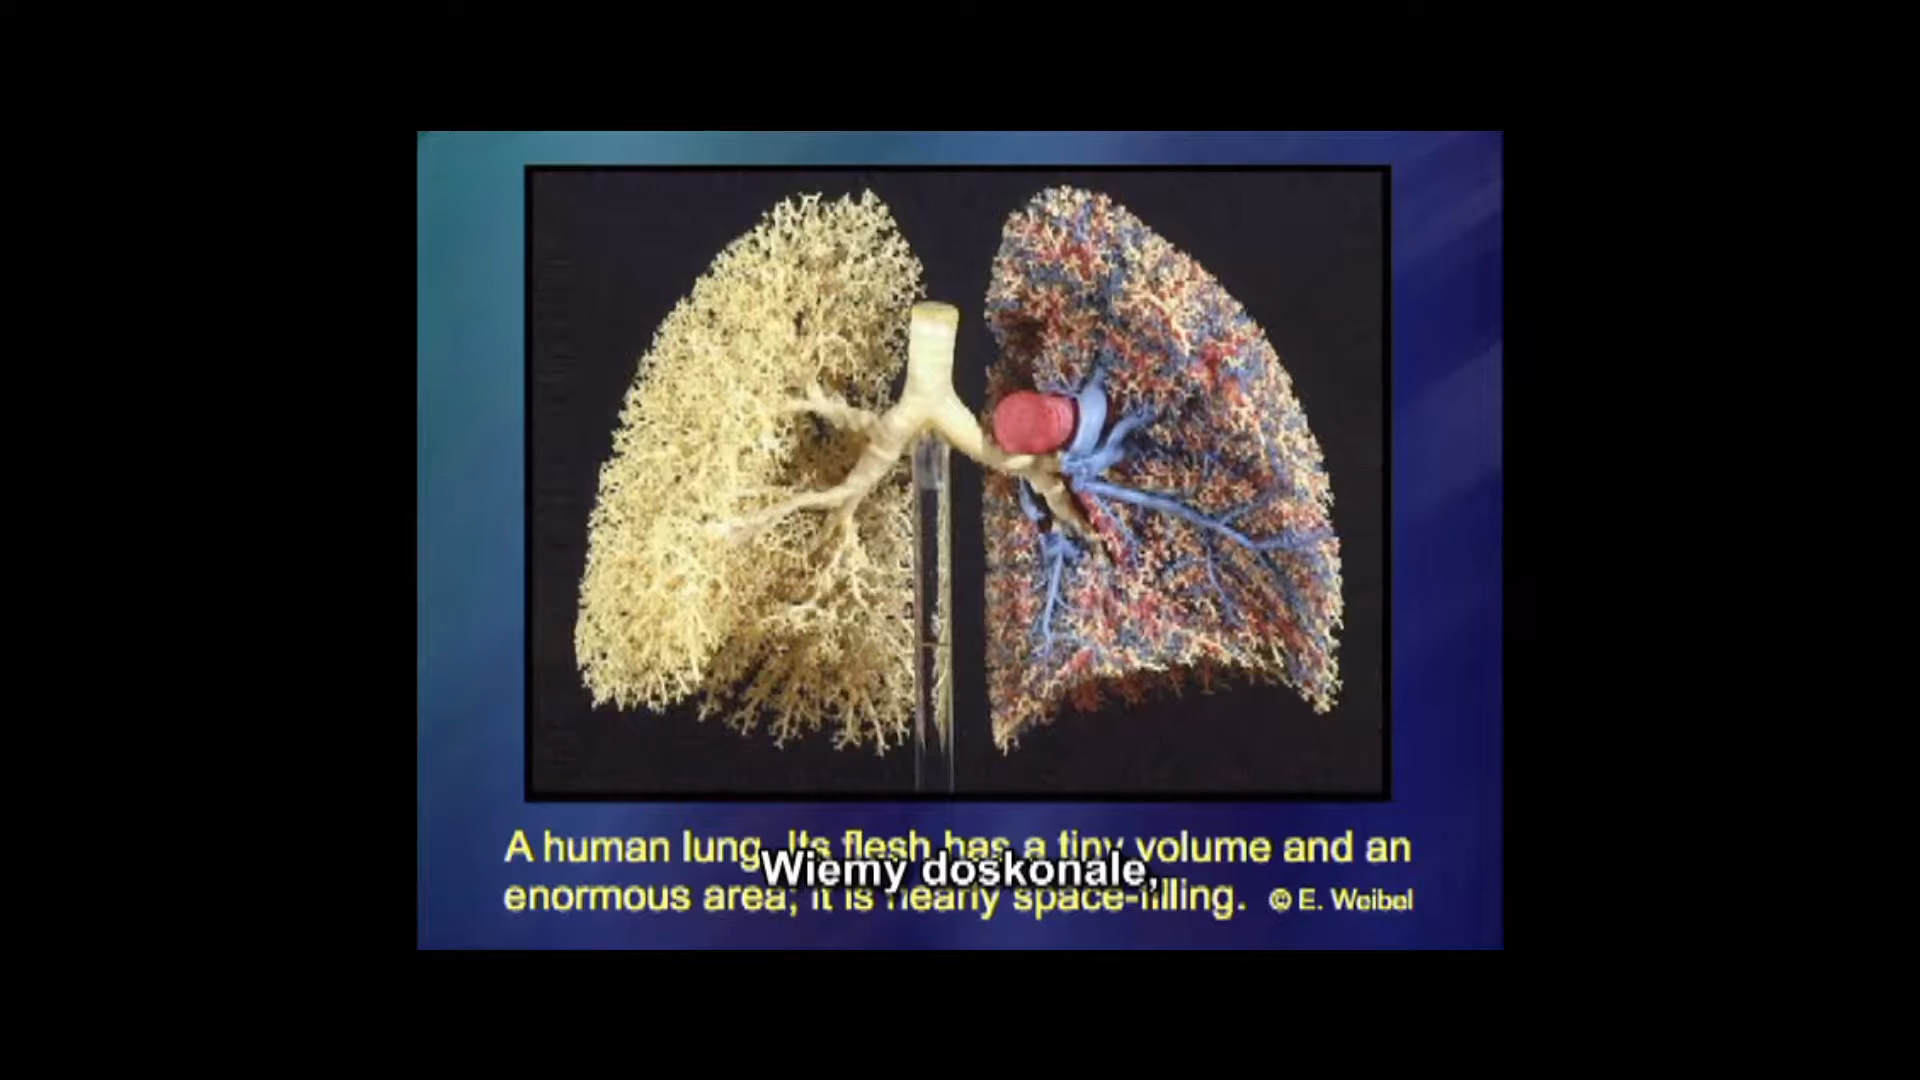 A human lung. Its flesh has a tiny volume and an
enormous area; it is nearly space-filling. © E. Weibel
Wiemy doskonale,